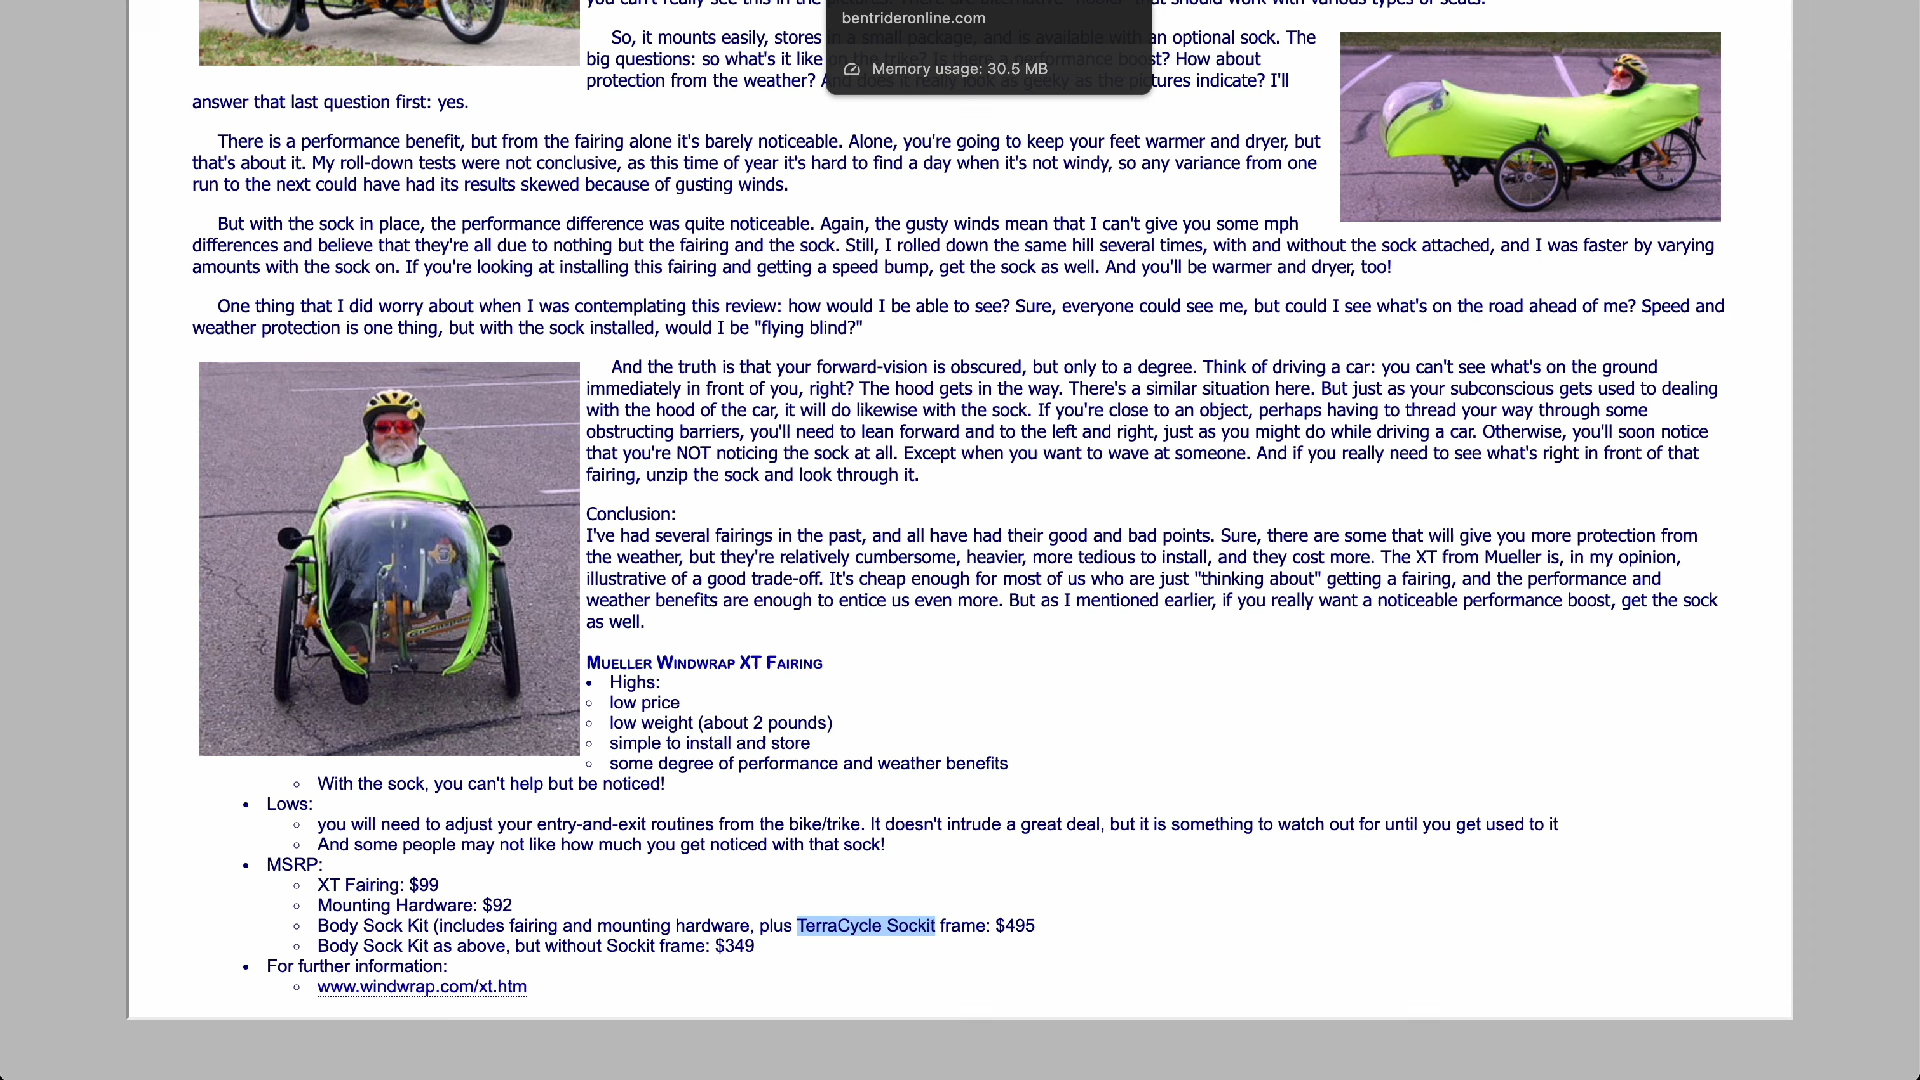 bentrideronline.com
Memory usage: 30.5 MB
So, it mounts easily, stores in a small package, and is available with an optional sock. The
big questions: so what's it like on the trike? Is there a performance boost? How about
protection from the weather? And does it really look as geeky as the pictures indicate? I'll
answer that last question first: yes.
There is a performance benefit, but from the fairing alone it's barely noticeable. Alone, you're going to keep your feet warmer and dryer, but
that's about it. My roll-down tests were not conclusive, as this time of year it's hard to find a day when it's not windy, so any variance from one
run to the next could have had its results skewed because of gusting winds.
But with the sock in place, the performance difference was quite noticeable. Again, the gusty winds mean that I can't give you some mph
differences and believe that they're all due to nothing but the fairing and the sock. Still, I rolled down the same hill several times, with and without the sock attached, and I was faster by varying
amounts with the sock on. If you're looking at installing this fairing and getting a speed bump, get the sock as well. And you'll be warmer and dryer, too!
One thing that I did worry about when I was contemplating this review: how would I be able to see? Sure, everyone could see me, but could I see what's on the road ahead of me? Speed and
weather protection is one thing, but with the sock installed, would I be "flying blind?"
And the truth is that your forward-vision is obscured, but only to a degree. Think of driving a car: you can't see what's on the ground
immediately in front of you, right? The hood gets in the way. There's a similar situation here. But just as your subconscious gets used to dealing
with the hood of the car, it will do likewise with the sock. If you're close to an object, perhaps having to thread your way through some
obstructing barriers, you'll need to lean forward and to the left and right, just as you might do while driving a car. Otherwise, you'll soon notice
that you're NOT noticing the sock at all. Except when you want to wave at someone. And if you really need to see what's right in front of that
fairing, unzip the sock and look through it.
Conclusion:
I've had several fairings in the past, and all have had their good and bad points. Sure, there are some that will give you more protection from
the weather, but they're relatively cumbersome, heavier, more tedious to install, and they cost more. The XT from Mueller is, in my opinion,
illustrative of a good trade-off. It's cheap enough for most of us who are just "thinking about" getting a fairing, and the performance and
weather benefits are enough to entice us even more. But as I mentioned earlier, if you really want a noticeable performance boost, get the sock
as well.
MUELLER WINDWRAP XT FAIRING
• Highs:
◦ low price
◦ low weight (about 2 pounds)
◦ simple to install and store
◦ some degree of performance and weather benefits
◦ With the sock, you can't help but be noticed!
• Lows:
◦ you will need to adjust your entry-and-exit routines from the bike/trike. It doesn't intrude a great deal, but it is something to watch out for until you get used to it
◦ And some people may not like how much you get noticed with that sock!
• MSRP:
◦ XT Fairing: $99
◦ Mounting Hardware: $92
◦ Body Sock Kit (includes fairing and mounting hardware, plus TerraCycle Sockit frame: $495
◦ Body Sock Kit as above, but without Sockit frame: $349
• For further information:
◦ www.windwrap.com/xt.htm